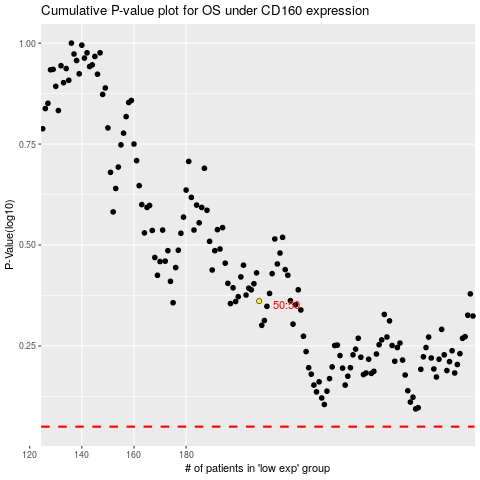 Cumulative P-value plot for OS under CD160 expression
P-Value(log10)
1.00
0.75
0.50
0.25
50:50
120 140 160 180
# of patients in 'low exp' group